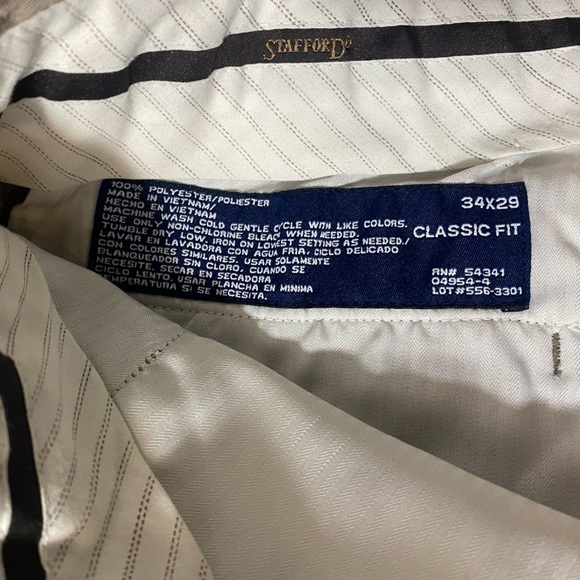 STAFFORD
100% POLYESTER/POLIESTER
MADE IN VIETNAM/
HECHO EN VIETNAM
MACHINE WASH COLD GENTLE CYCLE WITH LIKE COLORS.
USE ONLY NON-CHLORINE BLEACH WHEN NEEDED.
TUMBLE DRY LOW. IRON ON LOWEST SETTING AS NEEDED./
LAVAR EN LAVADORA CON AGUA FRIA, CICLO DELICADO
CON COLORES SIMILARES. USAR SOLAMENTE
BLANQUEADOR SIN CLORO, CUANDO SE
NECESITE, SECAR EN SECADORA
CICLO LENTO. USAR PLANCHA EN MINIMA
TEMPERATURA SI SE NECESITA.
34X29
CLASSIC FIT
RN# 54341
04954-4
LOT#556-3301